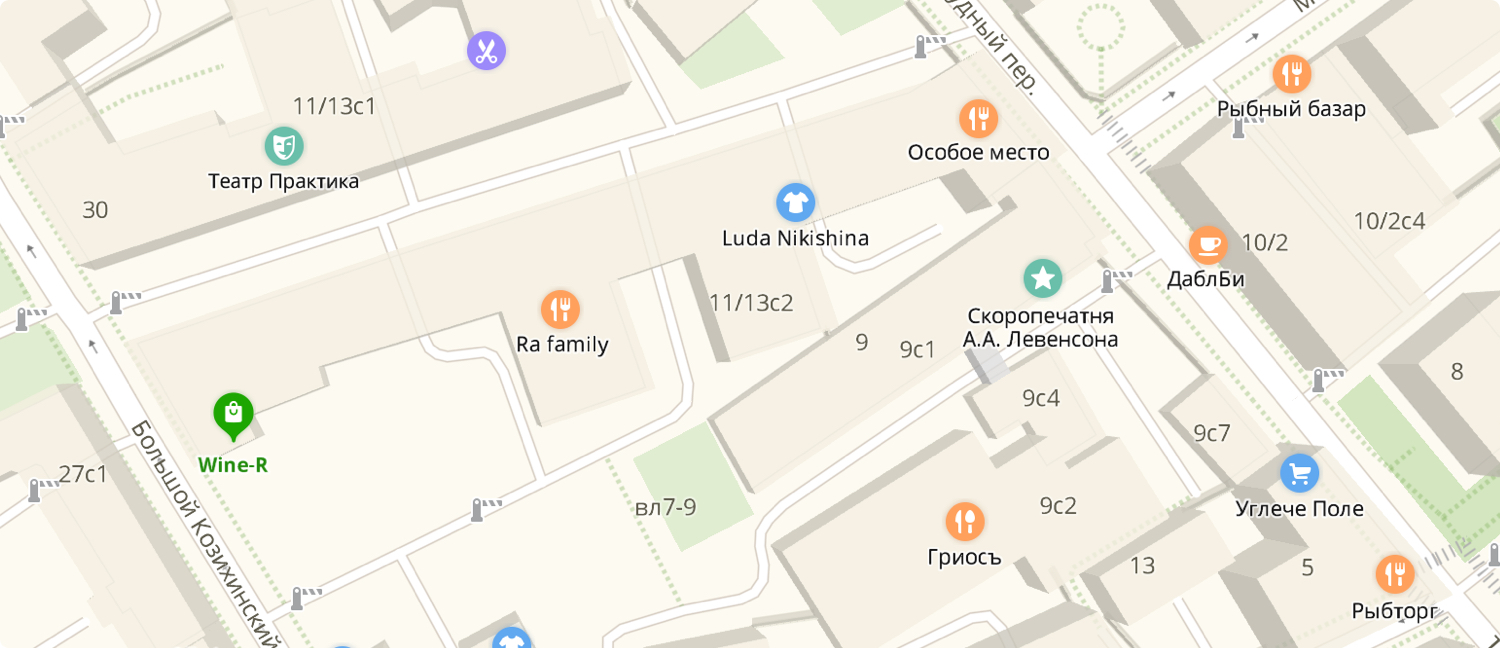 удный пер.
М
Рыбный базар
11/13с1
Театр Практика
Особое место
30
Luda Nikishina
10/2с4
10/2
ДаблБи
11/13с2
Скоропечатня
А.А. Левенсона
Ra family
9
9с1
8
9с4
9с7
Wine-R
27с1
Большой Козихинский
вл7-9
9с2
Углече Поле
Гриосъ
13
5
Рыбторг